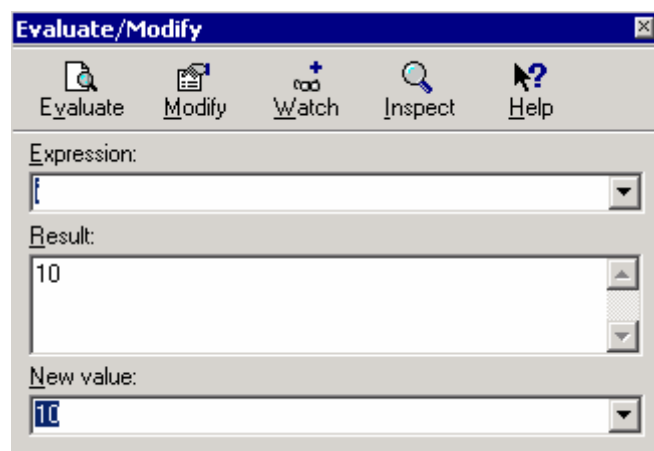 Evaluate/Modify
Evaluate Modify Watch Inspect Help
Expression:
Result:
10
New value:
10